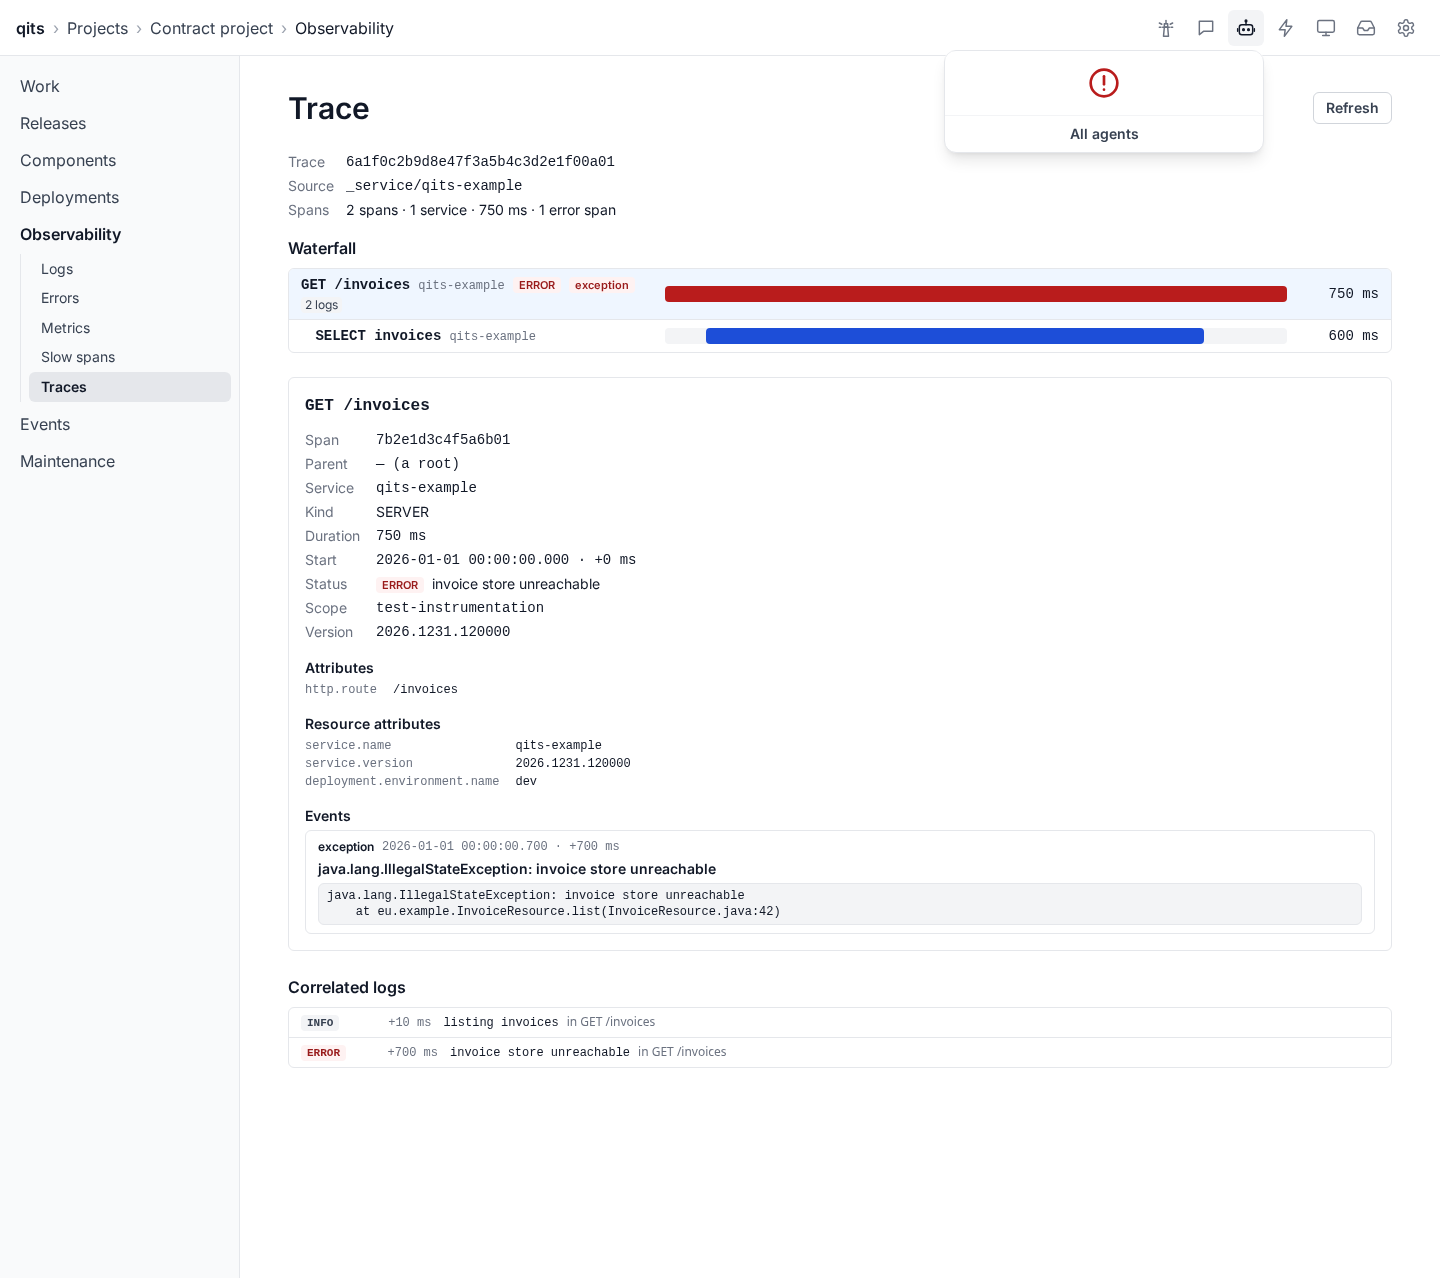 qits › Projects › Contract project › Observability
All agents
Work
Releases
Components
Deployments
Observability
Logs
Errors
Metrics
Slow spans
Traces
Events
Maintenance
Trace
Refresh
Trace 6a1f0c2b9d8e47f3a5b4c3d2e1f00a01
Source _service/qits-example
Spans 2 spans · 1 service · 750 ms · 1 error span
Waterfall
GET /invoices qits-example ERROR exception
750 ms
2 logs
SELECT invoices qits-example
600 ms
GET /invoices
Span 7b2e1d3c4f5a6b01
Parent — (a root)
Service qits-example
Kind SERVER
Duration 750 ms
Start 2026-01-01 00:00:00.000 · +0 ms
Status ERROR invoice store unreachable
Scope test-instrumentation
Version 2026.1231.120000
Attributes
http.route /invoices
Resource attributes
service.name qits-example
service.version 2026.1231.120000
deployment.environment.name dev
Events
exception 2026-01-01 00:00:00.700 · +700 ms
java.lang.IllegalStateException: invoice store unreachable
java.lang.IllegalStateException: invoice store unreachable
at eu.example.InvoiceResource.list(InvoiceResource.java:42)
Correlated logs
INFO +10 ms listing invoices in GET /invoices
ERROR +700 ms invoice store unreachable in GET /invoices